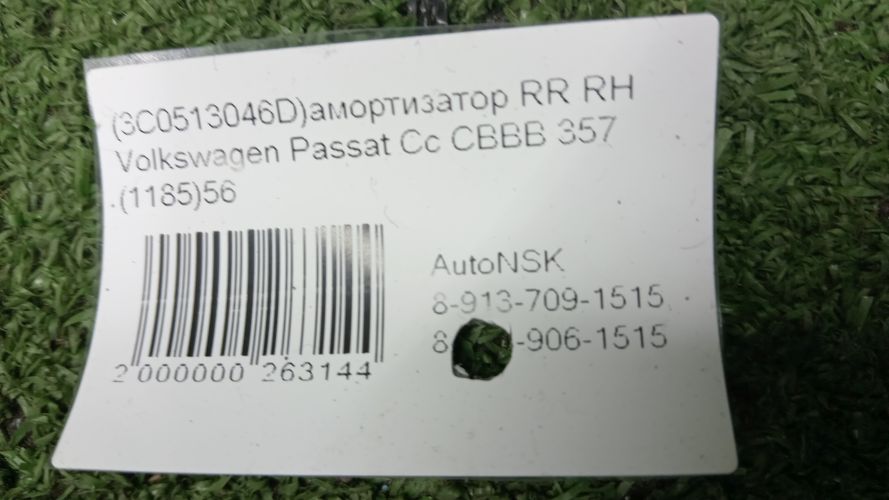 (3C0513046D)амортизатор RR RH
Volkswagen Passat Cc CBBB 357
(1185)56
AutoNSK
8-913-709-1515
-906-1515
2 000000 263144